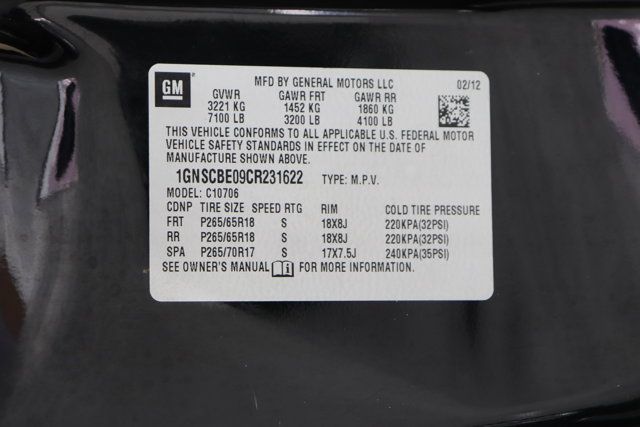 GM
MFD BY GENERAL MOTORS LLC 02/12
GVWR GAWR FRT GAWR RR
3221 KG 1452 KG 1860 KG
7100 LB 3200 LB 4100 LB
THIS VEHICLE CONFORMS TO ALL APPLICABLE U.S. FEDERAL MOTOR
VEHICLE SAFETY STANDARDS IN EFFECT ON THE DATE OF
MANUFACTURE SHOWN ABOVE.
1GNSCBE09CR231622 TYPE: M.P.V.
MODEL: C10706
CDNP TIRE SIZE SPEED RTG RIM COLD TIRE PRESSURE
FRT P265/65R18 S 18X8J 220KPA(32PSI)
RR P265/65R18 S 18X8J 220KPA(32PSI)
SPA P265/70R17 S 17X7.5J 240KPA(35PSI)
SEE OWNER'S MANUAL FOR MORE INFORMATION.